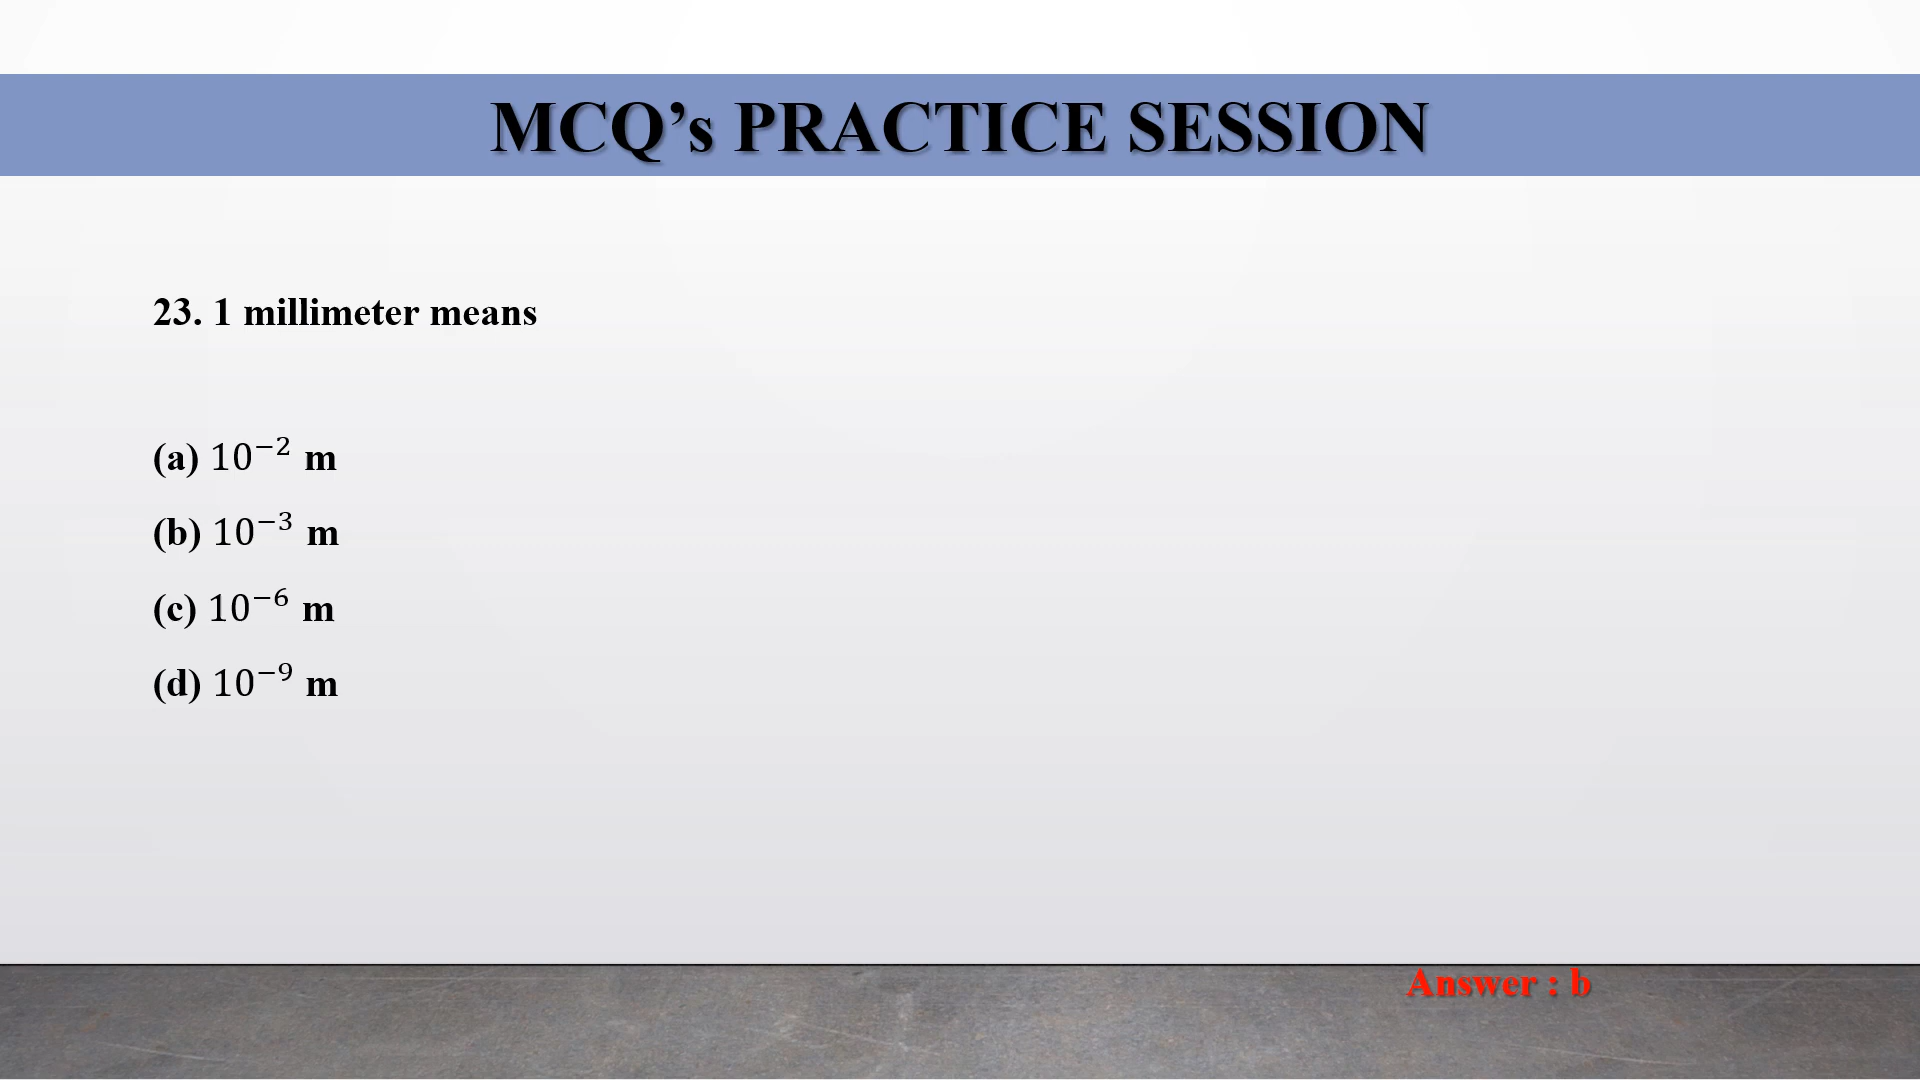 MCQ’s PRACTICE SESSION
23. 1 millimeter means
(a) 10⁻² m
(b) 10⁻³ m
(c) 10⁻⁶ m
(d) 10⁻⁹ m
Answer : b